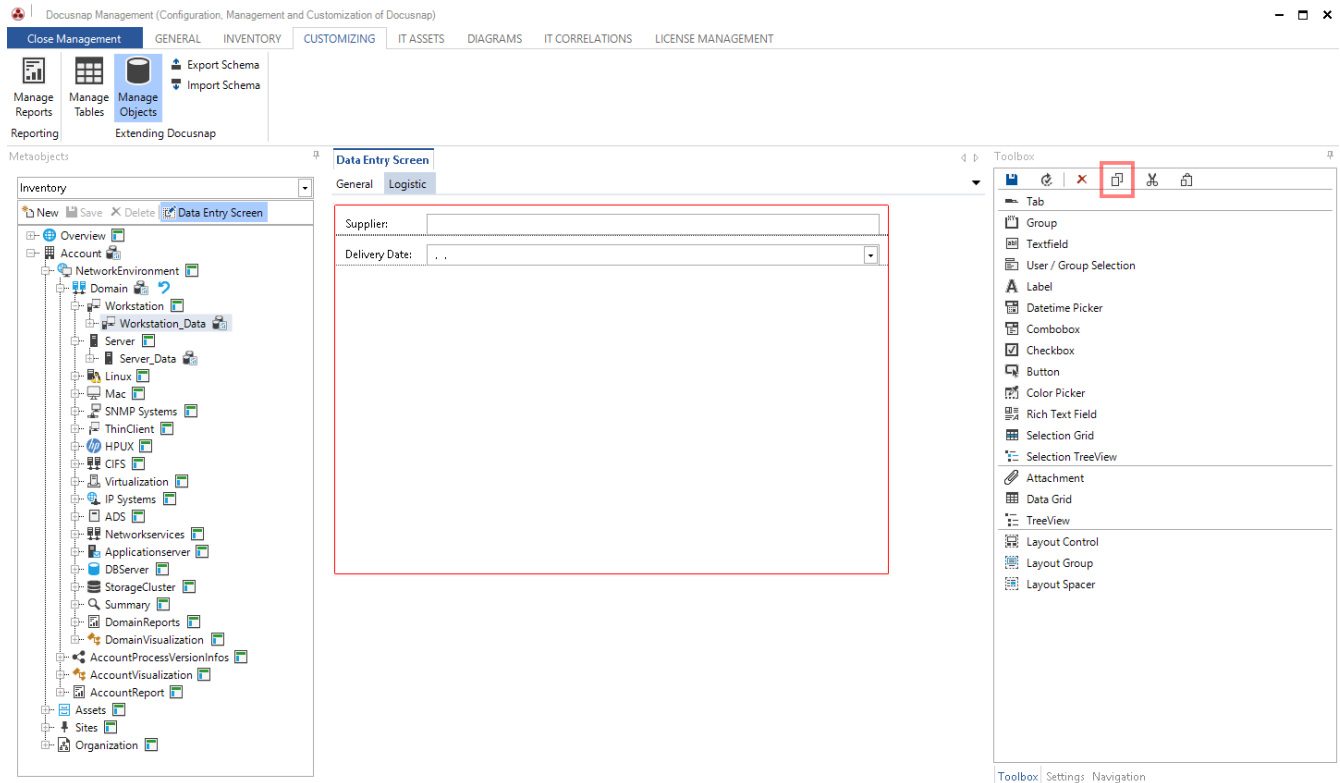 Docusnap Management (Configuration, Management and Customization of Docusnap)
Close Management GENERAL INVENTORY CUSTOMIZING IT ASSETS DIAGRAMS IT CORRELATIONS LICENSE MANAGEMENT
Export Schema
Import Schema
Manage Reports
Manage Tables
Manage Objects
Reporting
Extending Docusnap
Metaobjects
Inventory
New Save Delete Data Entry Screen
Overview
Account
NetworkEnvironment
Domain
Workstation
Workstation_Data
Server
Server_Data
Linux
Mac
SNMP Systems
ThinClient
HPUX
CIFS
Virtualization
IP Systems
ADS
Networkservices
Applicationserver
DBServer
StorageCluster
Summary
DomainReports
DomainVisualization
AccountProcessVersionInfos
AccountVisualization
AccountReport
Assets
Sites
Organization
Data Entry Screen
General Logistic
Supplier:
Delivery Date: . .
Toolbox
Tab
Group
Textfield
User / Group Selection
Label
Datetime Picker
Combobox
Checkbox
Button
Color Picker
Rich Text Field
Selection Grid
Selection TreeView
Attachment
Data Grid
TreeView
Layout Control
Layout Group
Layout Spacer
Toolbox Settings Navigation